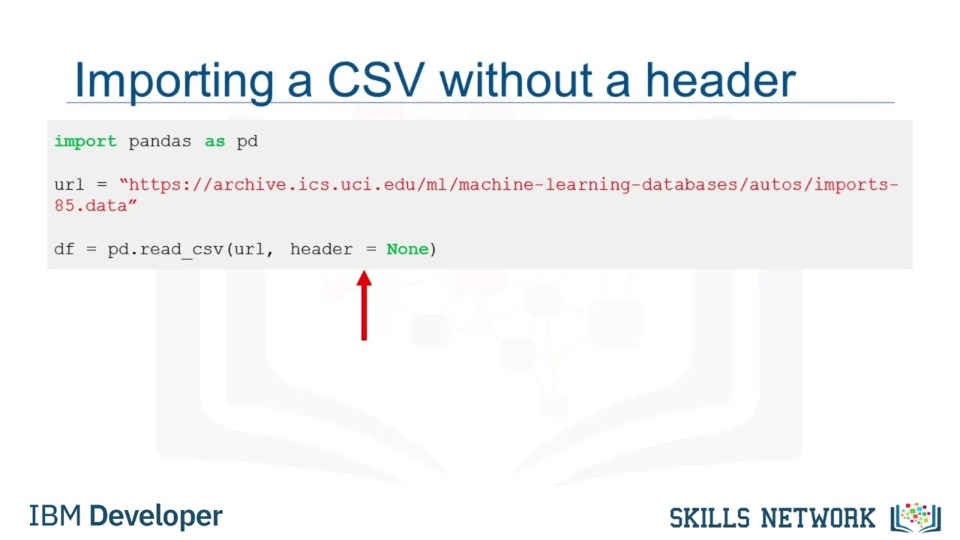 Importing a CSV without a header
import pandas as pd
url = “https://archive.ics.uci.edu/ml/machine-learning-databases/autos/imports-
85.data”
df = pd.read_csv(url, header = None)
IBM Developer
SKILLS NETWORK